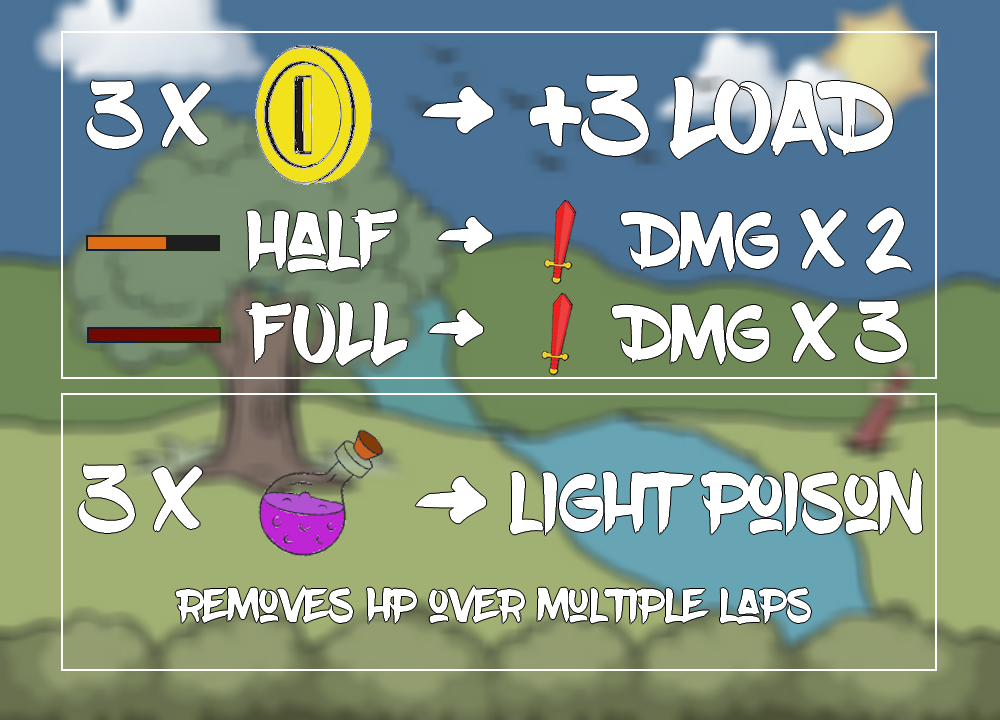 3 X → +3 LOAD
HALF → DMG X 2
FULL → DMG X 3
3 X → LIGHT POISON
REMOVES HP OVER MULTIPLE LAPS